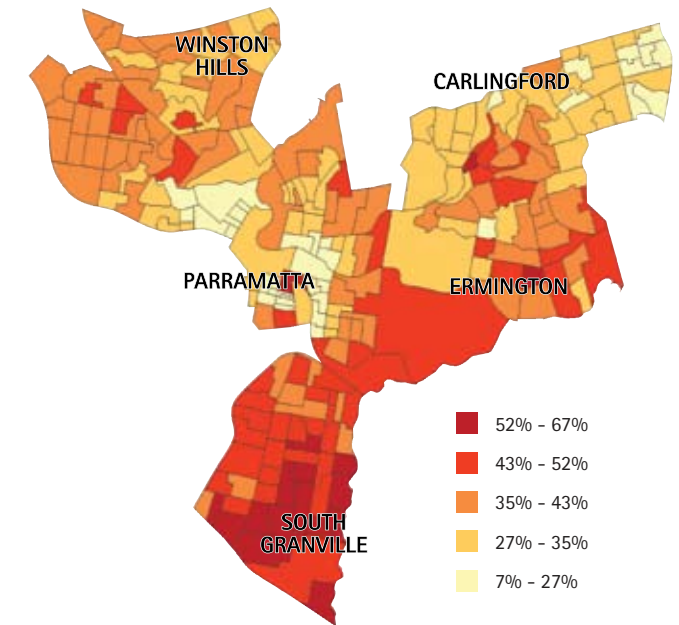 WINSTON
HILLS
CARLINGFORD
PARRAMATTA
ERMINGTON
SOUTH
GRANVILLE
52% - 67%
43% - 52%
35% - 43%
27% - 35%
7% - 27%